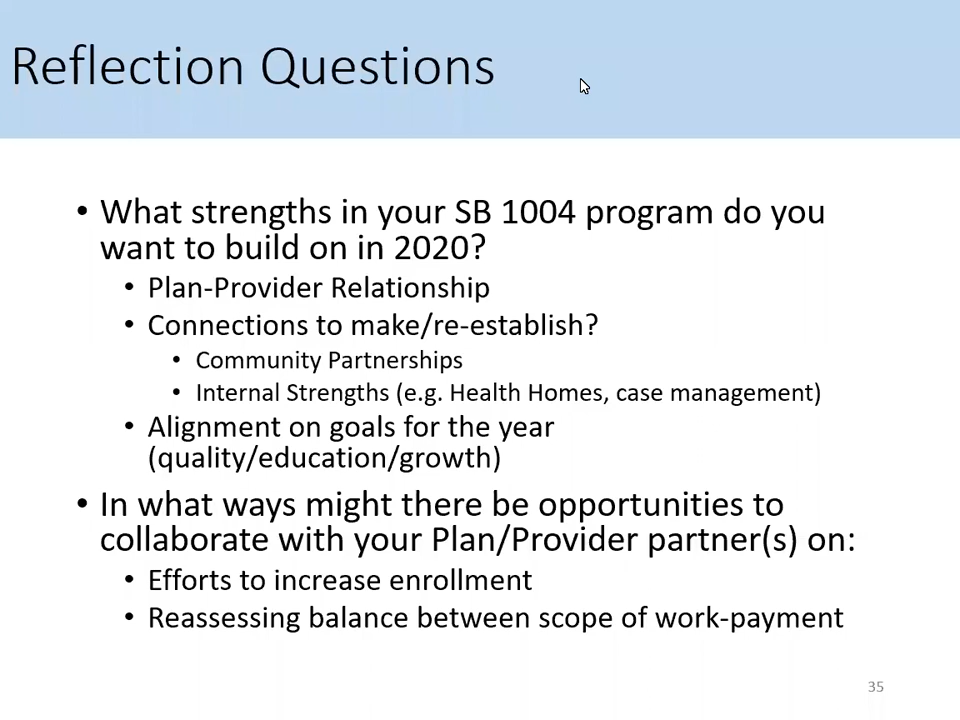 Reflection Questions
• What strengths in your SB 1004 program do you
want to build on in 2020?
• Plan-Provider Relationship
• Connections to make/re-establish?
• Community Partnerships
• Internal Strengths (e.g. Health Homes, case management)
• Alignment on goals for the year
(quality/education/growth)
• In what ways might there be opportunities to
collaborate with your Plan/Provider partner(s) on:
• Efforts to increase enrollment
• Reassessing balance between scope of work-payment
35